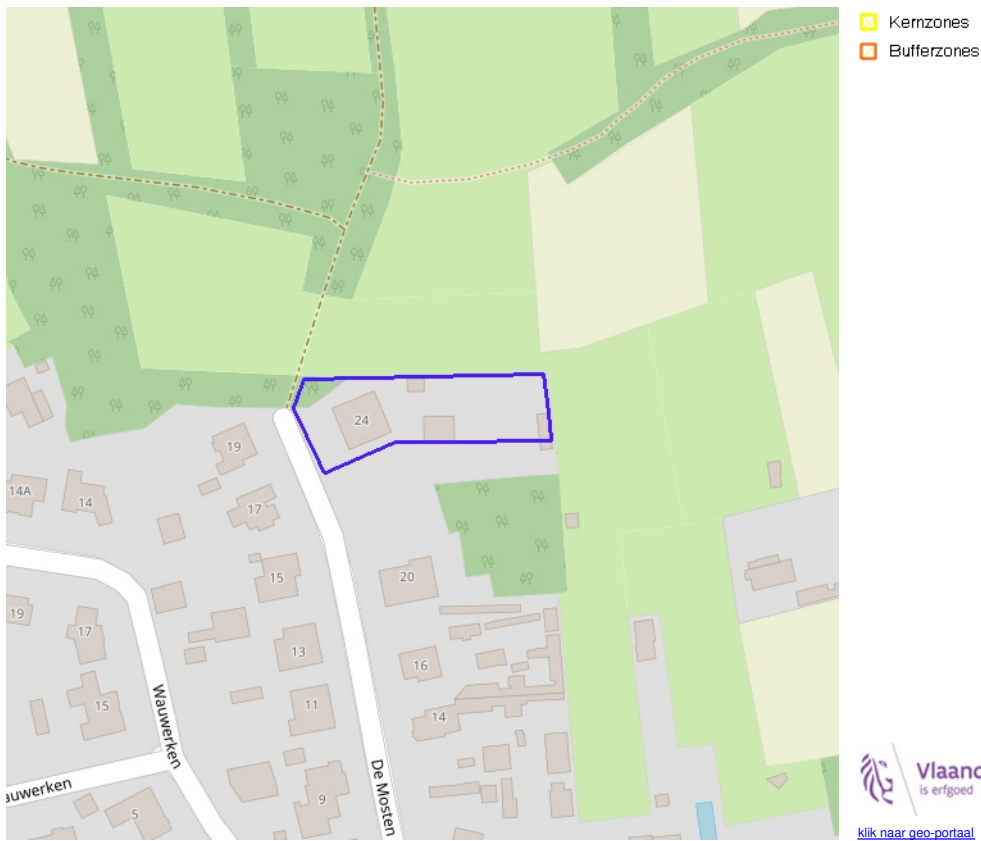 Kernzones
Bufferzones
24
19
14A
14
17
15
20
19
17
13
16
15
11
14
Wauwerken
De Mosten
auwerken
9
5
Vlaand
is erfgoed
klik naar geo-portaal